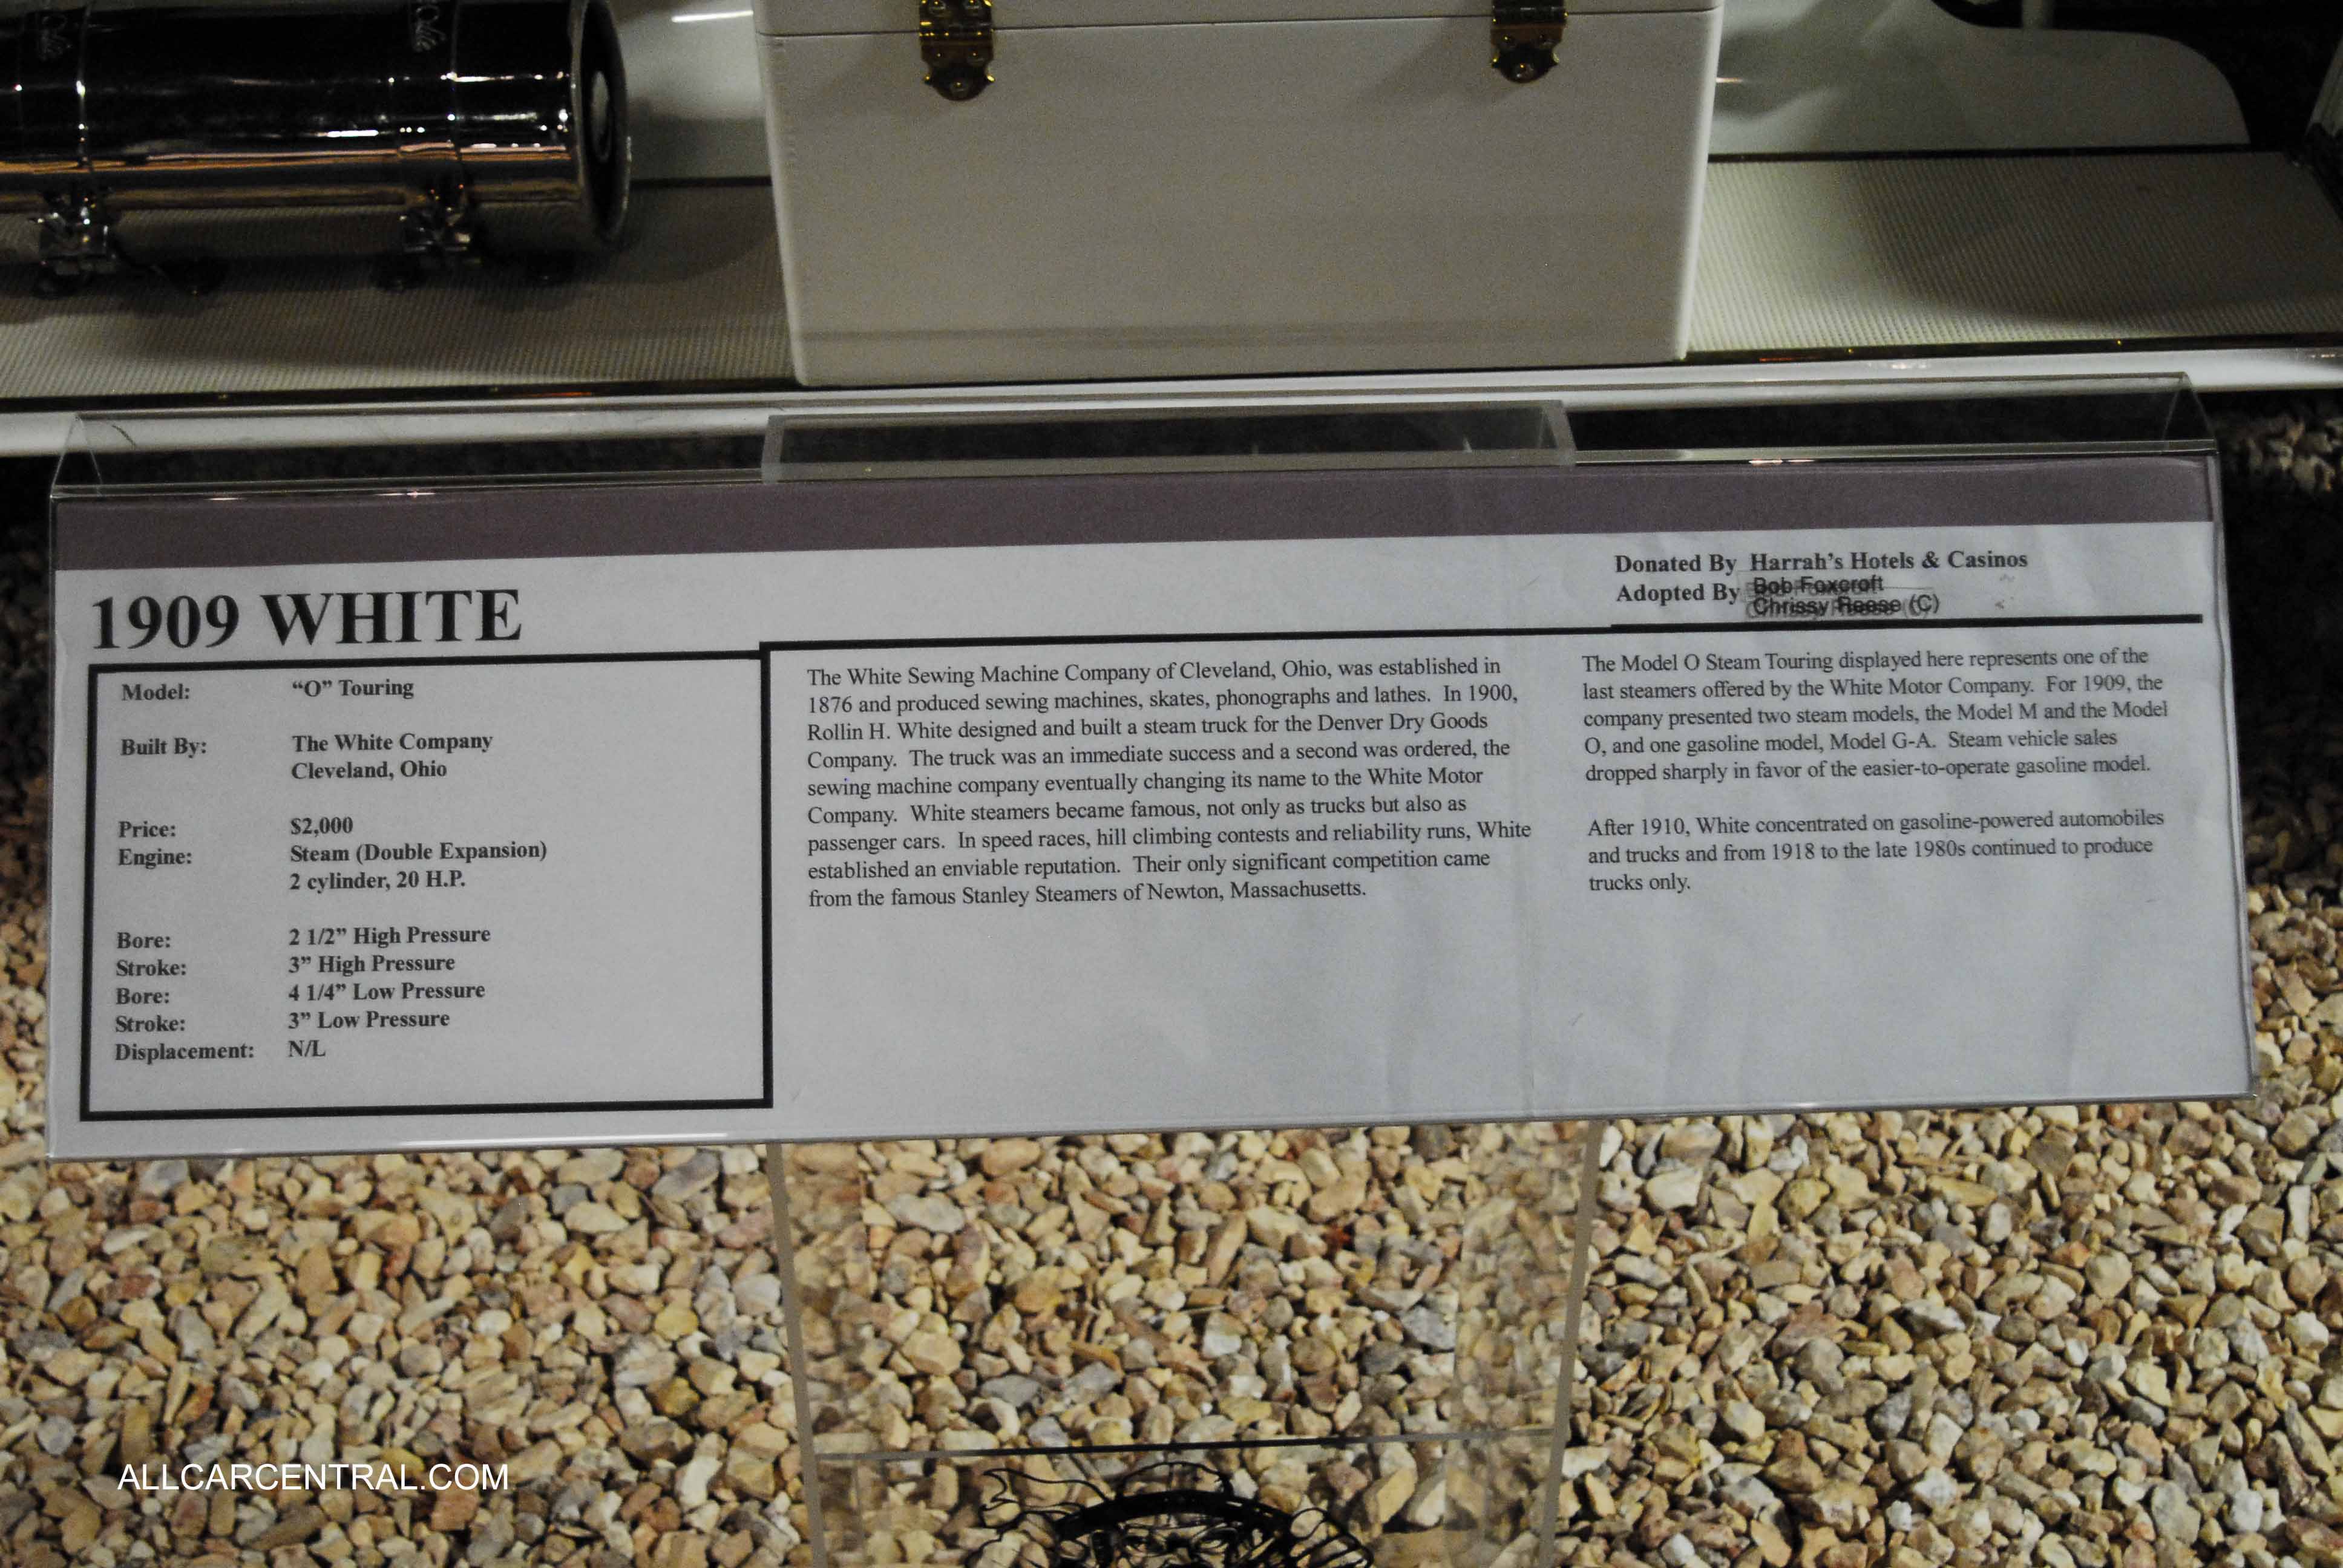 1909 WHITE
Donated By Harrah's Hotels & Casinos
Adopted By Bob Foxcroft
Chrissy Reese (C)
Model: "O" Touring
Built By: The White Company
Cleveland, Ohio
Price: $2,000
Engine: Steam (Double Expansion)
2 cylinder, 20 H.P.
Bore: 2 1/2" High Pressure
Stroke: 3" High Pressure
Bore: 4 1/4" Low Pressure
Stroke: 3" Low Pressure
Displacement: N/L
The White Sewing Machine Company of Cleveland, Ohio, was established in
1876 and produced sewing machines, skates, phonographs and lathes. In 1900,
Rollin H. White designed and built a steam truck for the Denver Dry Goods
Company. The truck was an immediate success and a second was ordered, the
sewing machine company eventually changing its name to the White Motor
Company. White steamers became famous, not only as trucks but also as
passenger cars. In speed races, hill climbing contests and reliability runs, White
established an enviable reputation. Their only significant competition came
from the famous Stanley Steamers of Newton, Massachusetts.
The Model O Steam Touring displayed here represents one of the
last steamers offered by the White Motor Company. For 1909, the
company presented two steam models, the Model M and the Model
O, and one gasoline model, Model G-A. Steam vehicle sales
dropped sharply in favor of the easier-to-operate gasoline model.
After 1910, White concentrated on gasoline-powered automobiles
and trucks and from 1918 to the late 1980s continued to produce
trucks only.
ALLCARCENTRAL.COM